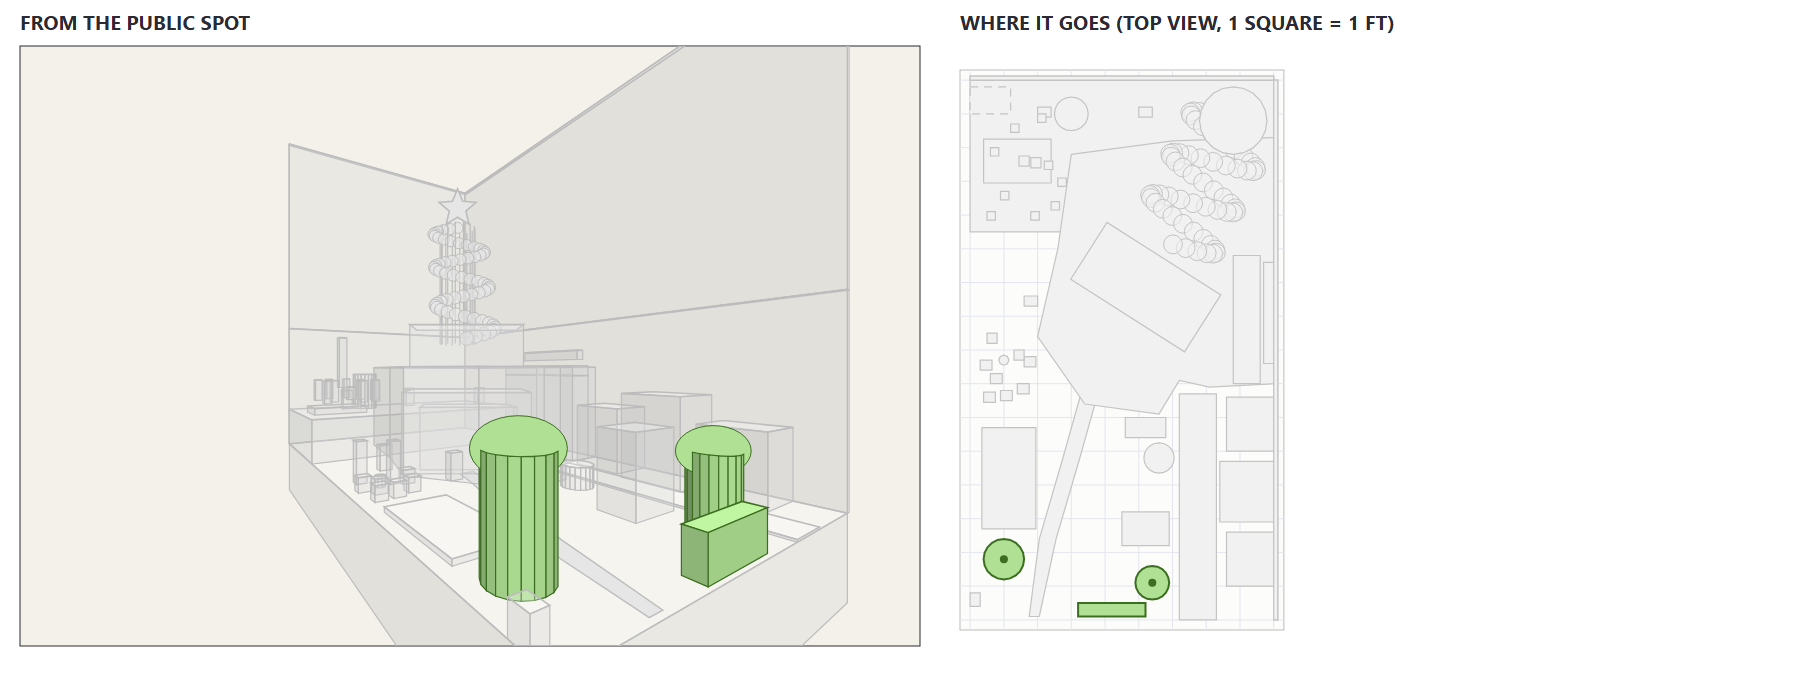 FROM THE PUBLIC SPOT
WHERE IT GOES (TOP VIEW, 1 SQUARE = 1 FT)